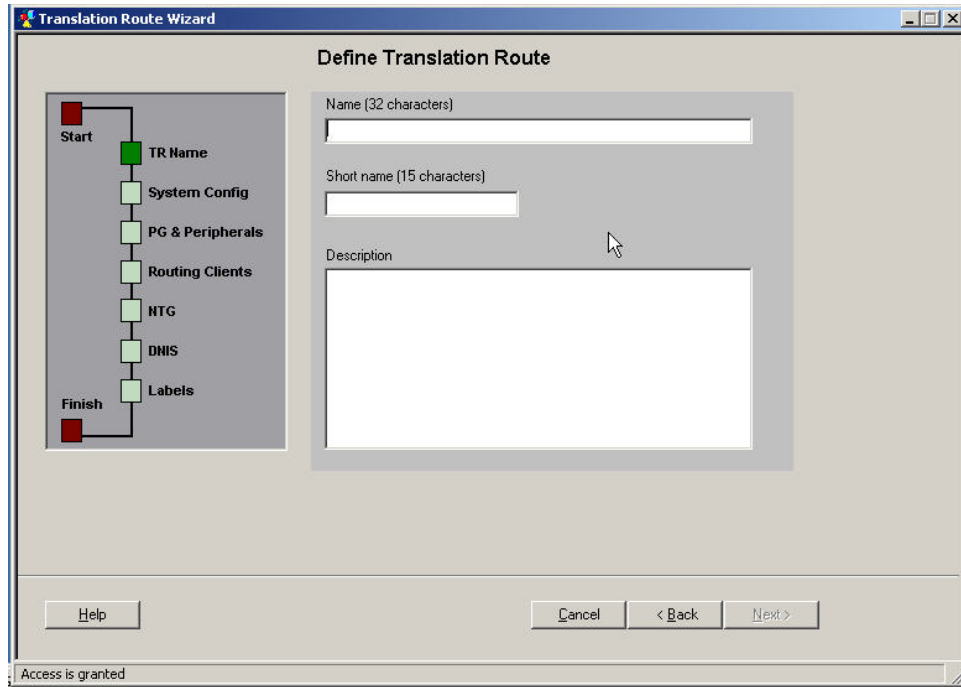 Translation Route Wizard
Define Translation Route
Start
TR Name
System Config
PG & Peripherals
Routing Clients
NTG
DNIS
Labels
Finish
Name (32 characters)
Short name (15 characters)
Description
Help
Cancel
< Back
Next >
Access is granted